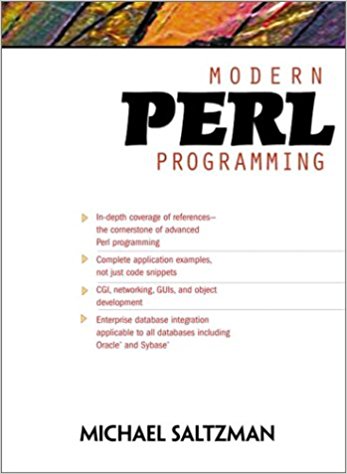 MODERN
PERL
PROGRAMMING
In-depth coverage of references—
the cornerstone of advanced
Perl programming
Complete application examples,
not just code snippets
CGI, networking, GUIs, and object
development
Enterprise database integration
applicable to all databases including
Oracle™ and Sybase™
MICHAEL SALTZMAN